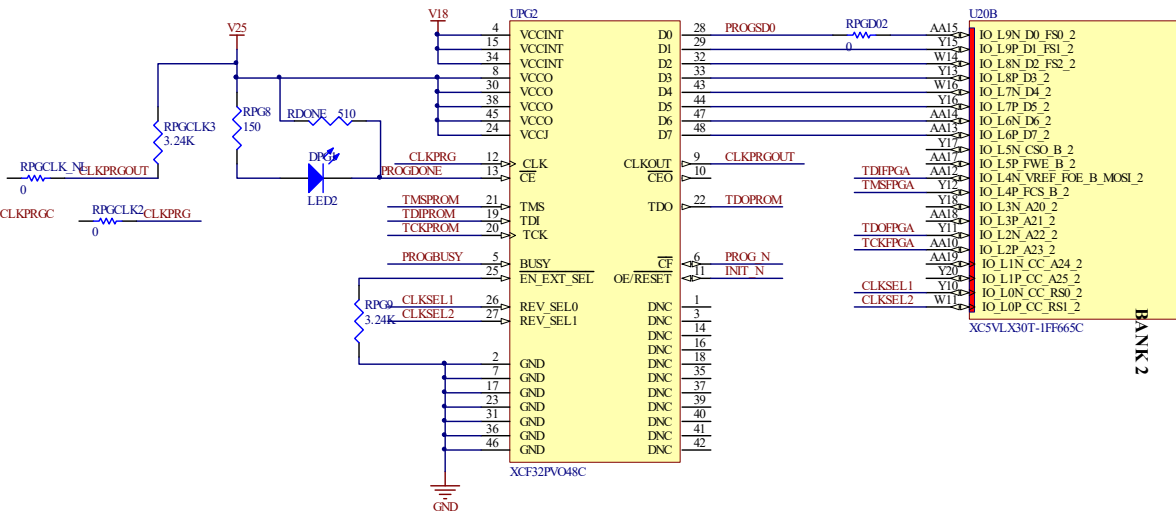 V25
RPGCLK3
3.24K
RPG8
150
RDONE 510
DPG1
LED2
RPGCLK_NL
0
CLKPRGOUT
CLKPRGC
RPGCLK2
0
CLKPRG
V18
UPG2
4 VCCINT D0 28 PROGSD0
15 VCCINT D1 29
34 VCCINT D2 32
8 VCCO D3 33
30 VCCO D4 43
38 VCCO D5 44
45 VCCO D6 47
24 VCCJ D7 48
CLKPRG 12 CLK CLKOUT 9 CLKPRGOUT
PROGDONE 13 CE CEO 10
TMSPROM 21 TMS TDO 22 TDOPROM
TDIPROM 19 TDI
TCKPROM 20 TCK
PROGBUSY 5 BUSY CF 6 PROG_N
25 EN_EXT_SEL OE/RESET 11 INIT_N
RPG9
3.24K
CLKSEL1 26 REV_SEL0 DNC 1
CLKSEL2 27 REV_SEL1 DNC 3
DNC 14
DNC 16
2 GND DNC 18
7 GND DNC 35
17 GND DNC 37
23 GND DNC 39
31 GND DNC 40
36 GND DNC 41
46 GND DNC 42
XCF32PVO48C
GND
RPGD02
0
U20B
AA15 IO_L9N_D0_FS0_2
Y15 IO_L9P_D1_FS1_2
W14 IO_L8N_D2_FS2_2
Y13 IO_L8P_D3_2
W16 IO_L7N_D4_2
Y16 IO_L7P_D5_2
AA14 IO_L6N_D6_2
AA13 IO_L6P_D7_2
Y17 IO_L5N_CSO_B_2
AA17 IO_L5P_FWE_B_2
TDIFPGA AA12 IO_L4N_VREF_FOE_B_MOSI_2
TMSFPGA Y12 IO_L4P_FCS_B_2
Y18 IO_L3N_A20_2
AA18 IO_L3P_A21_2
TDOFPGA Y11 IO_L2N_A22_2
TCKFPGA AA10 IO_L2P_A23_2
AA19 IO_L1N_CC_A24_2
Y20 IO_L1P_CC_A25_2
CLKSEL1 Y10 IO_L0N_CC_RS0_2
CLKSEL2 W11 IO_L0P_CC_RS1_2
XC5VLX30T-1FF665C
BANK 2